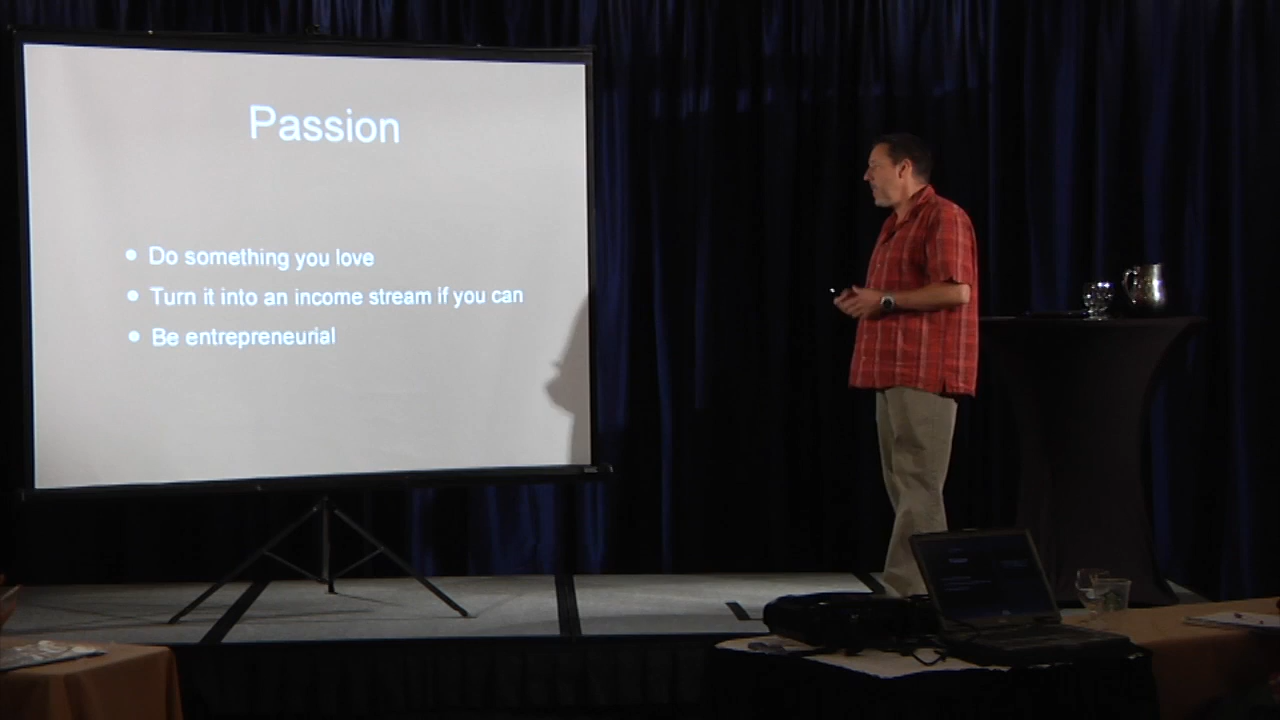 Passion
Do something you love
Turn it into an income stream if you can
Be entrepreneurial